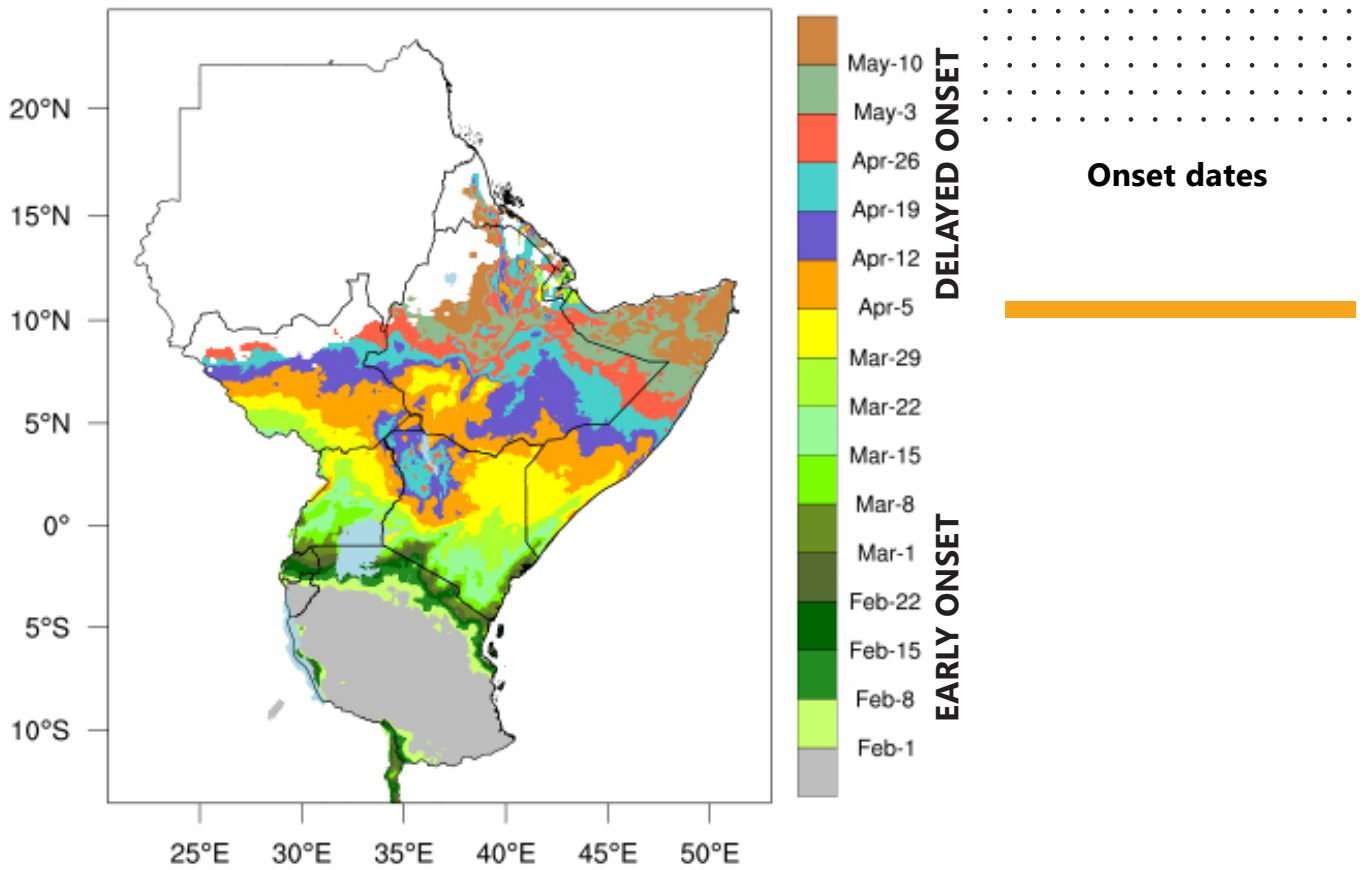 20°N
15°N
10°N
5°N
0°
5°S
10°S
25°E 30°E 35°E 40°E 45°E 50°E
May-10
May-3
Apr-26
Apr-19
Apr-12
Apr-5
Mar-29
Mar-22
Mar-15
Mar-8
Mar-1
Feb-22
Feb-15
Feb-8
Feb-1
DELAYED ONSET
EARLY ONSET
Onset dates